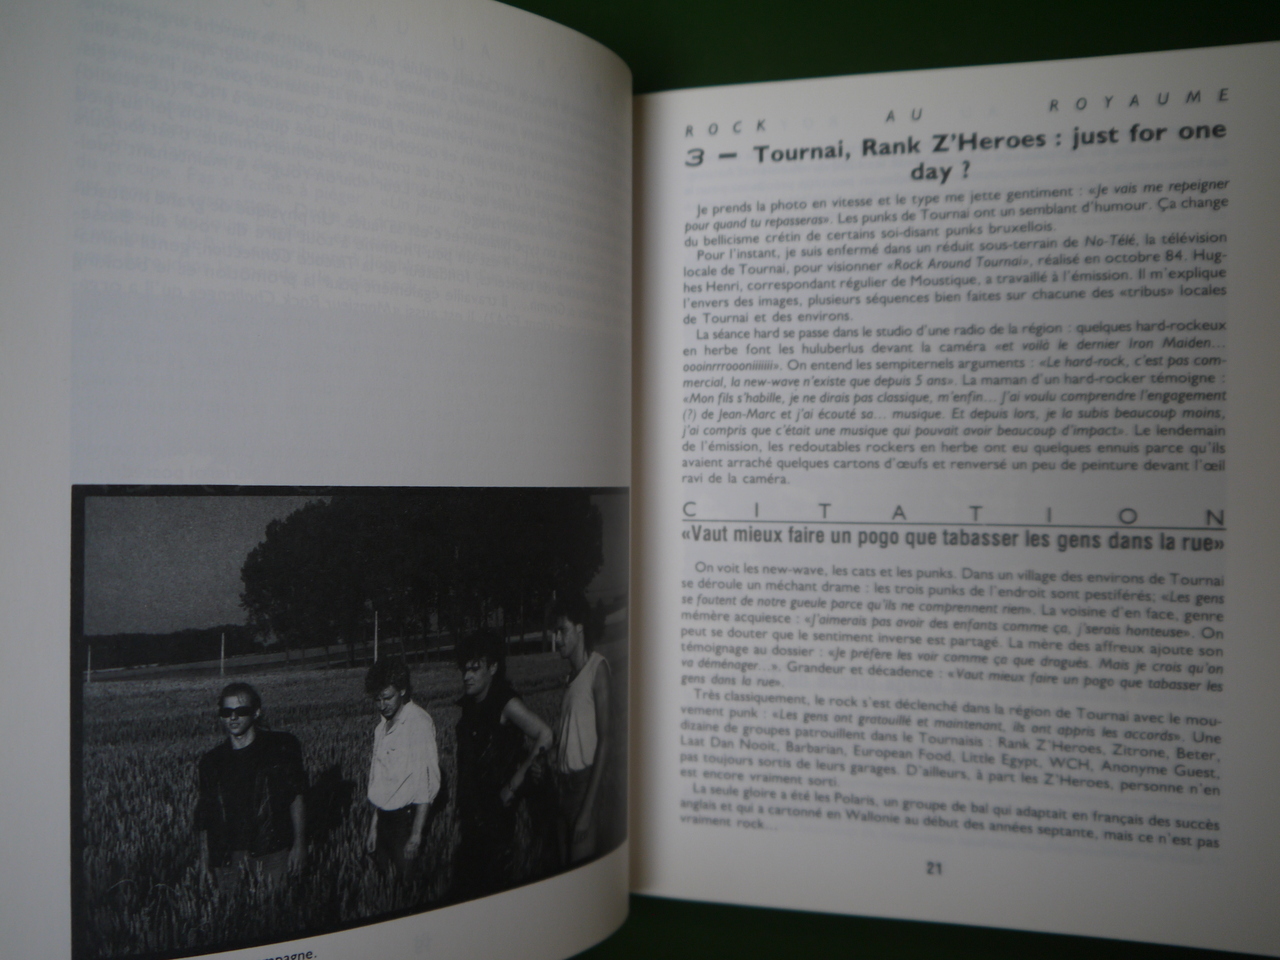 mpagne.
ROCK AU ROYAUME
3 — Tournai, Rank Z'Heroes : just for one
day ?
Je prends la photo en vitesse et le type me jette gentiment : «Je vais me repeigner
pour quand tu repasseras». Les punks de Tournai ont un semblant d'humour. Ça change
du bellicisme crétin de certains soi-disant punks bruxellois.
Pour l'instant, je suis enfermé dans un réduit sous-terrain de No-Télé, la télévision
locale de Tournai, pour visionner «Rock Around Tournai», réalisé en octobre 84. Hug-
hes Henri, correspondant régulier de Moustique, a travaillé à l'émission. Il m'explique
l'envers des images, plusieurs séquences bien faites sur chacune des «tribus» locales
de Tournai et des environs.
La séance hard se passe dans le studio d'une radio de la région : quelques hard-rockeux
en herbe font les huluberlus devant la caméra «et voilà le dernier Iron Maiden...
oooinrrroooniiiiiii». On entend les sempiternels arguments : «Le hard-rock, c'est pas com-
mercial, la new-wave n'existe que depuis 5 ans». La maman d'un hard-rocker témoigne :
«Mon fils s'habille, je ne dirais pas classique, m'enfin... J'ai voulu comprendre l'engagement
(?) de Jean-Marc et j'ai écouté sa... musique. Et depuis lors, je la subis beaucoup moins,
j'ai compris que c'était une musique qui pouvait avoir beaucoup d'impact». Le lendemain
de l'émission, les redoutables rockers en herbe ont eu quelques ennuis parce qu'ils
avaient arraché quelques cartons d'œufs et renversé un peu de peinture devant l'œil
ravi de la caméra.
CITATION
«Vaut mieux faire un pogo que tabasser les gens dans la rue»
On voit les new-wave, les cats et les punks. Dans un village des environs de Tournai
se déroule un méchant drame : les trois punks de l'endroit sont pestiférés; «Les gens
se foutent de notre gueule parce qu'ils ne comprennent rien». La voisine d'en face, genre
mémère acquiesce : «J'aimerais pas avoir des enfants comme ça, j'serais honteuse». On
peut se douter que le sentiment inverse est partagé. La mère des affreux ajoute son
témoignage au dossier : «Je préfère les voir comme ça que drogués. Mais je crois qu'on
va déménager...». Grandeur et décadence : «Vaut mieux faire un pogo que tabasser les
gens dans la rue».
Très classiquement, le rock s'est déclenché dans la région de Tournai avec le mou-
vement punk : «Les gens ont gratouillé et maintenant, ils ont appris les accords». Une
dizaine de groupes patrouillent dans le Tournaisis : Rank Z'Heroes, Zitrone, Beter,
Laat Dan Nooit, Barbarian, European Food, Little Egypt, WCH, Anonyme Guest,
pas toujours sortis de leurs garages. D'ailleurs, à part les Z'Heroes, personne n'en
est encore vraiment sorti.
La seule gloire a été les Polaris, un groupe de bal qui adaptait en français des succès
anglais et qui a cartonné en Wallonie au début des années septante, mais ce n'est pas
vraiment rock...
21